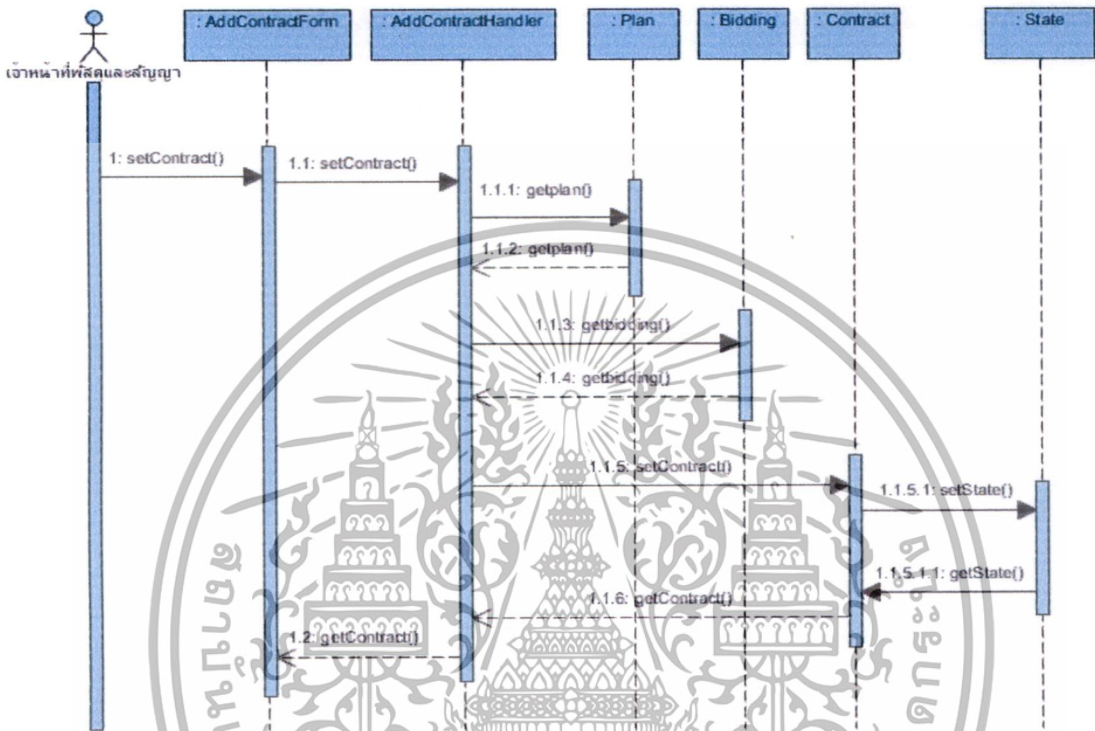 : AddContractForm
: AddContractHandler
: Plan
: Bidding
: Contract
: State
เจ้าหน้าที่พัสดุและสัญญา
1: setContract()
1.1: setContract()
1.1.1: getplan()
1.1.2: getplan()
1.1.3: getbidding()
1.1.4: getbidding()
1.1.5: setContract()
1.1.5.1: setState()
1.1.5.1.1: getState()
1.1.6: getContract()
1.2: getContract()